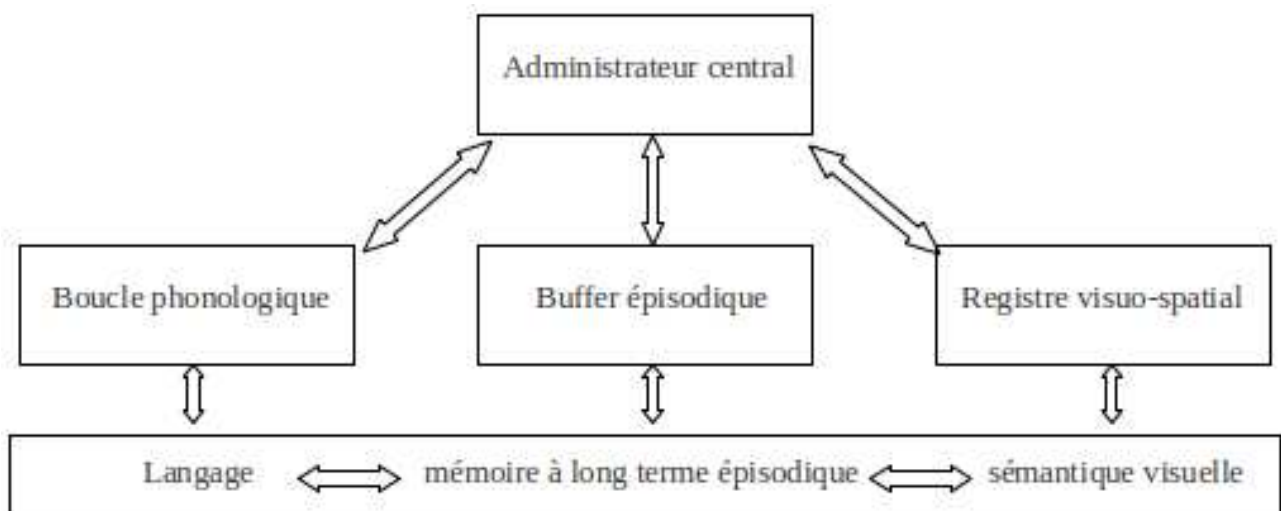 Administrateur central
Boucle phonologique
Buffer épisodique
Registre visuo-spatial
Langage
mémoire à long terme épisodique
sémantique visuelle